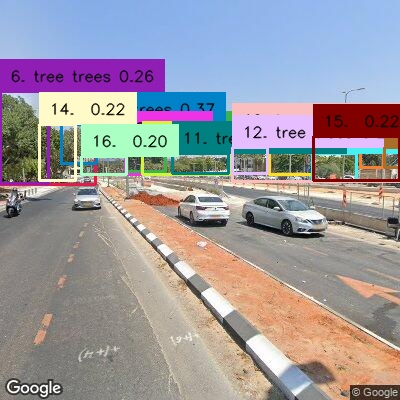 6. tree trees 0.26
14. 0.22
trees 0.37
15. 0.22
16. 0.20
11. tre
12. tree
Google
© Google